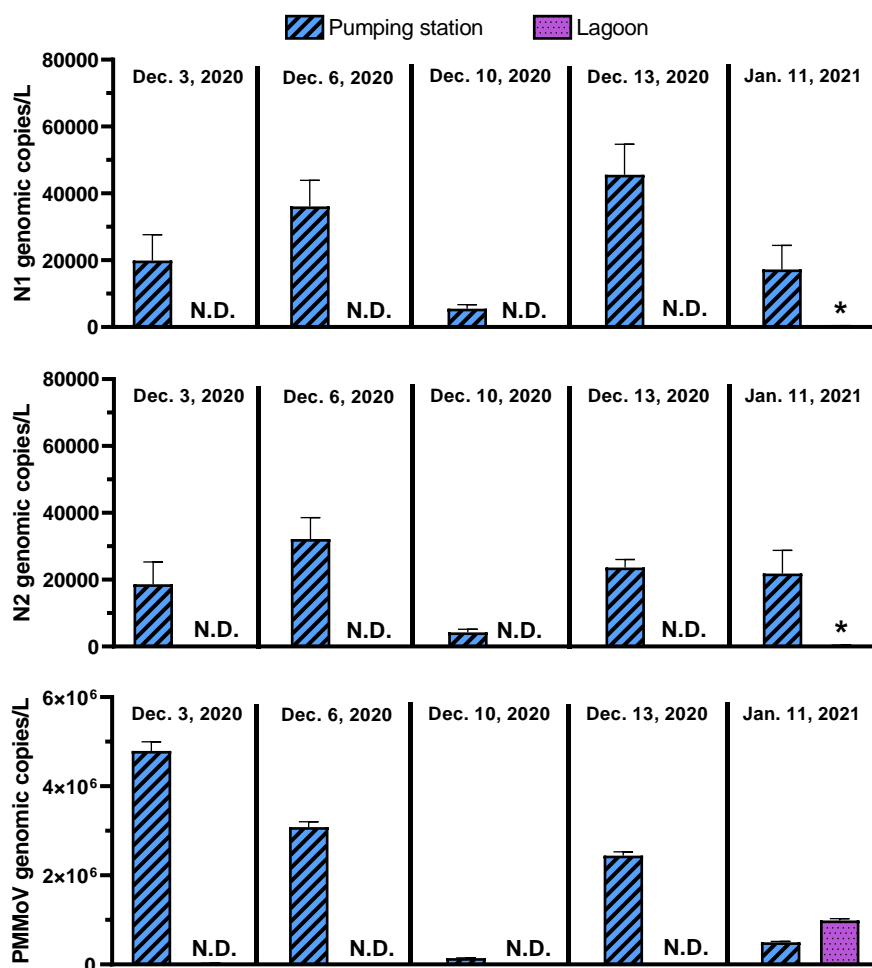 Pumping station Lagoon
N1 genomic copies/L
80000
60000
40000
20000
0
Dec. 3, 2020 Dec. 6, 2020 Dec. 10, 2020 Dec. 13, 2020 Jan. 11, 2021
N.D. N.D. N.D. N.D. *
N2 genomic copies/L
80000
60000
40000
20000
0
Dec. 3, 2020 Dec. 6, 2020 Dec. 10, 2020 Dec. 13, 2020 Jan. 11, 2021
N.D. N.D. N.D. N.D. *
PMMoV genomic copies/L
6×10⁶
4×10⁶
2×10⁶
0
Dec. 3, 2020 Dec. 6, 2020 Dec. 10, 2020 Dec. 13, 2020 Jan. 11, 2021
N.D. N.D. N.D. N.D.